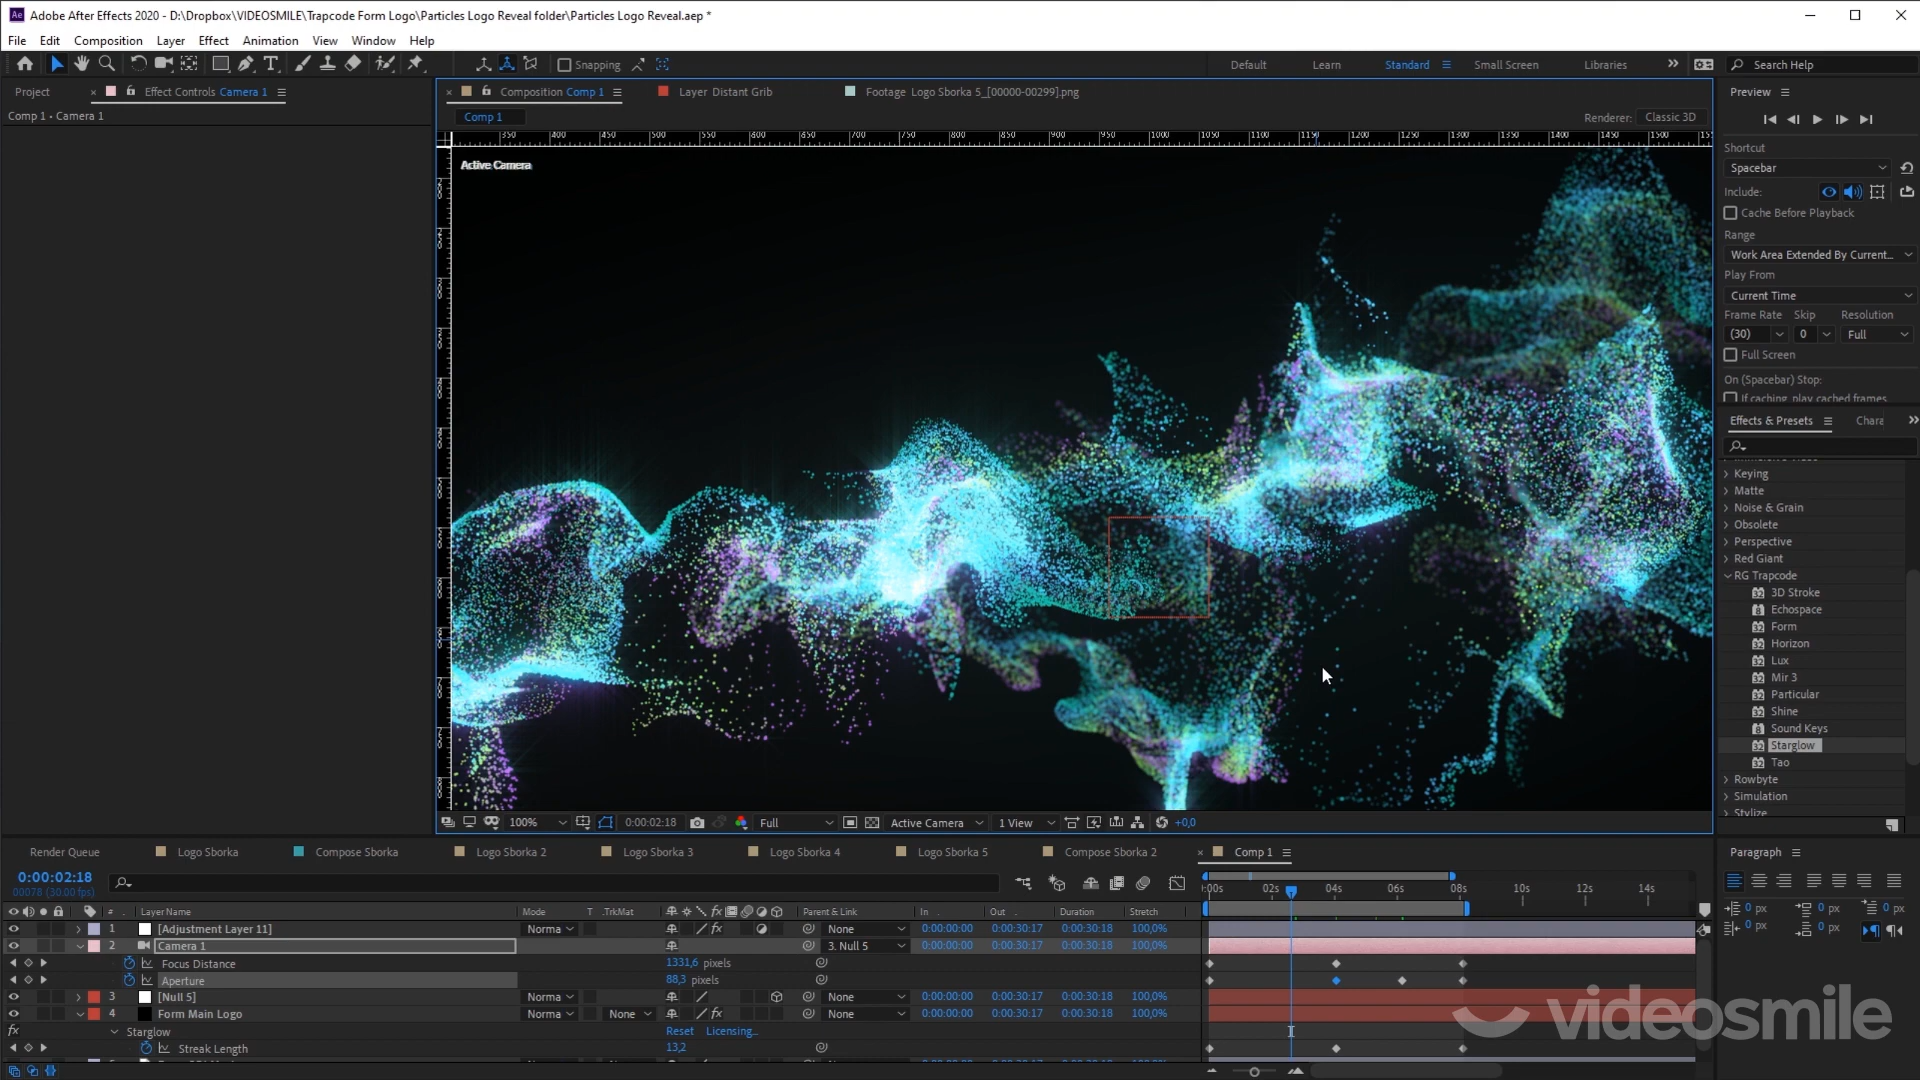 Adobe After Effects 2020 - D:\Dropbox\VIDEOSMILE\Trapcode Form Logo\Particles Logo Reveal folder\Particles Logo Reveal.aep *
File Edit Composition Layer Effect Animation View Window Help
Snapping
Default Learn Standard Small Screen Libraries
Search Help
Project Effect Controls Camera 1
Comp 1 • Camera 1
Composition Comp 1 Layer Distant Grib Footage Logo Sborka 5_[00000-00299].png
Comp 1
Renderer: Classic 3D
350 400 450 500 550 600 650 700 750 800 850 900 950 1000 1050 1100 1150 1200 1250 1300 1350 1400 1450 1500
Active Camera
Preview
Shortcut
Spacebar
Include:
Cache Before Playback
Range
Work Area Extended By Current...
Play From
Current Time
Frame Rate Skip Resolution
(30) 0 Full
Full Screen
On (Spacebar) Stop:
If caching, play cached frames
Effects & Presets Chara
Keying
Matte
Noise & Grain
Obsolete
Perspective
Red Giant
RG Trapcode
3D Stroke
Echospace
Form
Horizon
Lux
Mir 3
Particular
Shine
Sound Keys
Starglow
Tao
Rowbyte
Simulation
Stylize
100% 0:00:02:18 Full Active Camera 1 View +0,0
Render Queue Logo Sborka Compose Sborka Logo Sborka 2 Logo Sborka 3 Logo Sborka 4 Logo Sborka 5 Compose Sborka 2 Comp 1
Paragraph
0 px 0 px 0 px
0 px 0 px
0:00:02:18
00078 (30.00 fps)
:00s 02s 04s 06s 08s 10s 12s 14s
# Layer Name Mode T .TrkMat fx Parent & Link In Out Duration Stretch
1 [Adjustment Layer 11] Norma fx None 0:00:00:00 0:00:30:17 0:00:30:18 100,0%
2 Camera 1 3. Null 5 0:00:00:00 0:00:30:17 0:00:30:18 100,0%
Focus Distance 1331,6 pixels
Aperture 88,3 pixels
3 [Null 5] Norma None 0:00:00:00 0:00:30:17 0:00:30:18 100,0%
4 Form Main Logo Norma None fx None 0:00:00:00 0:00:30:17 0:00:30:18 100,0%
fx Starglow Reset Licensing...
Streak Length 13,2
videosmile